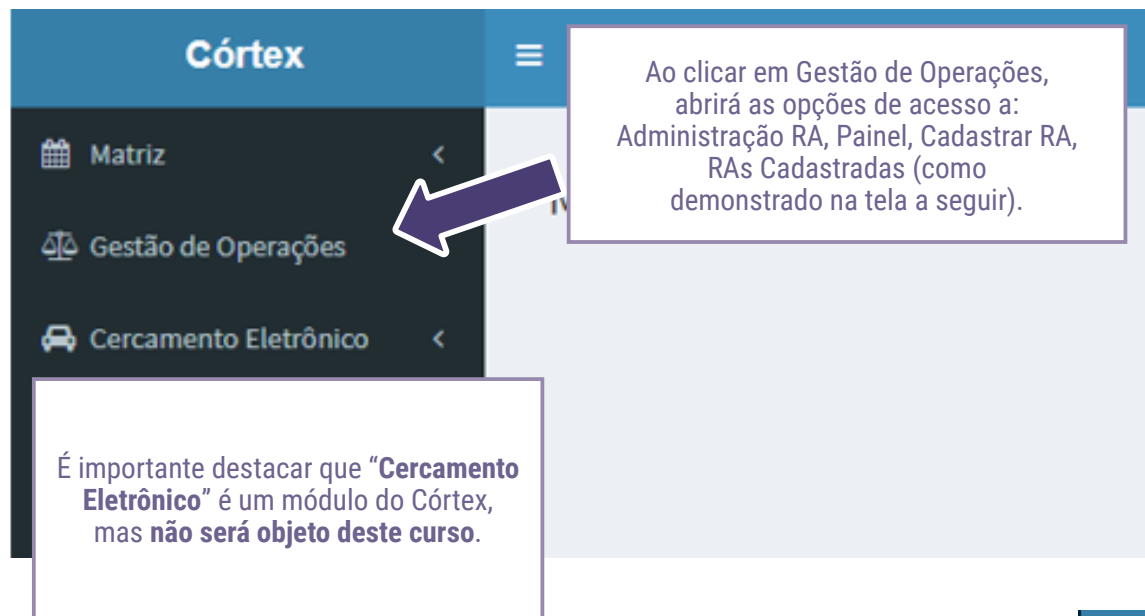 Córtex
Ao clicar em Gestão de Operações,
abrirá as opções de acesso a:
Administração RA, Painel, Cadastrar RA,
RAs Cadastradas (como
demonstrado na tela a seguir).
Matriz
Gestão de Operações
Cercamento Eletrônico
É importante destacar que “Cercamento
Eletrônico” é um módulo do Córtex,
mas não será objeto deste curso.